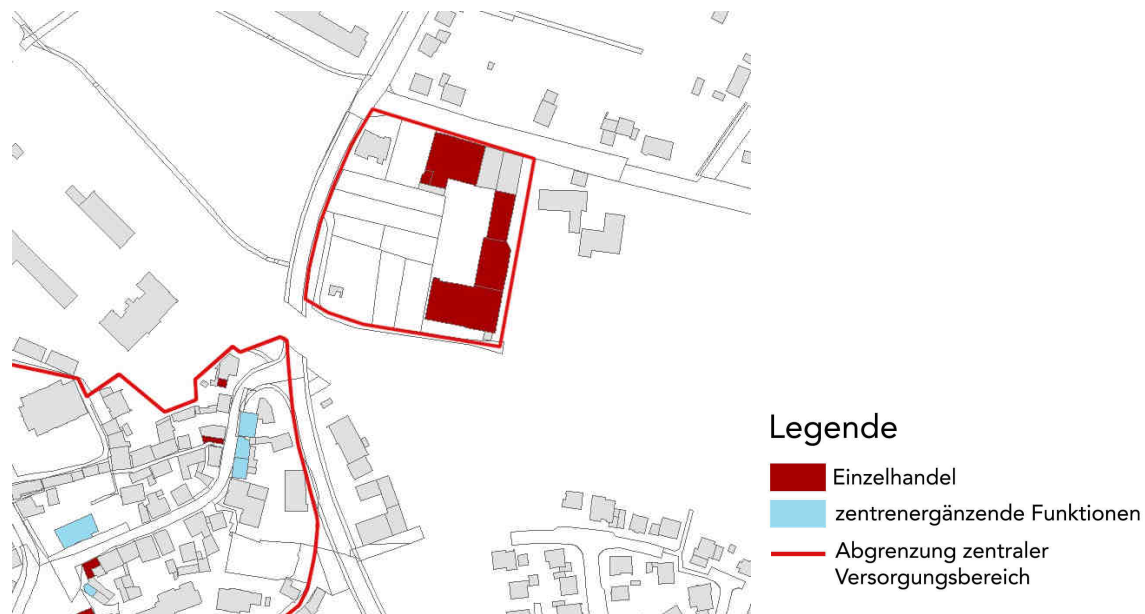 Legende
Einzelhandel
zentrenergänzende Funktionen
Abgrenzung zentraler
Versorgungsbereich